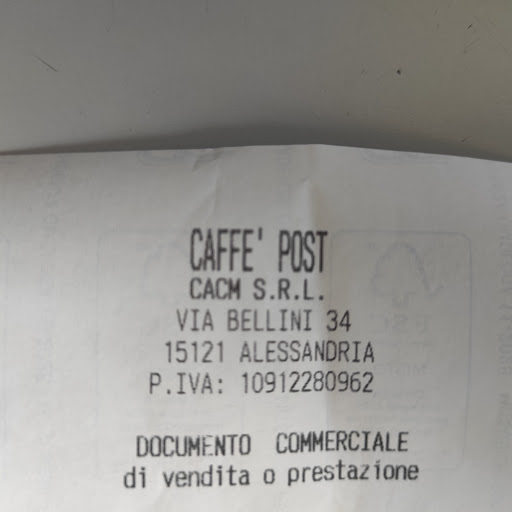 CAFFE' POST
CACM S.R.L.
VIA BELLINI 34
15121 ALESSANDRIA
P.IVA: 10912280962
DOCUMENTO COMMERCIALE
di vendita o prestazione